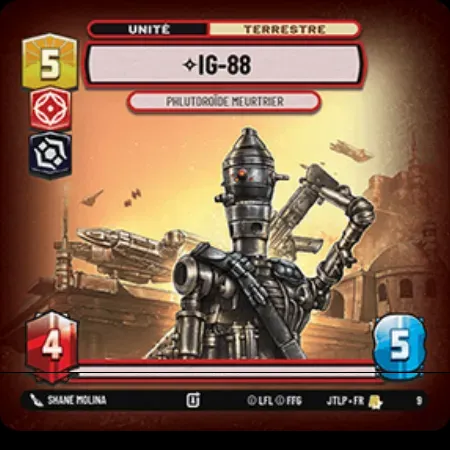 UNITÉ TERRESTRE
5
✧IG-88
PHLUTDROÏDE MEURTRIER
4
5
SHANE MOLINA
Ⓘ LFL Ⓘ FFG
JTLP • FR
9